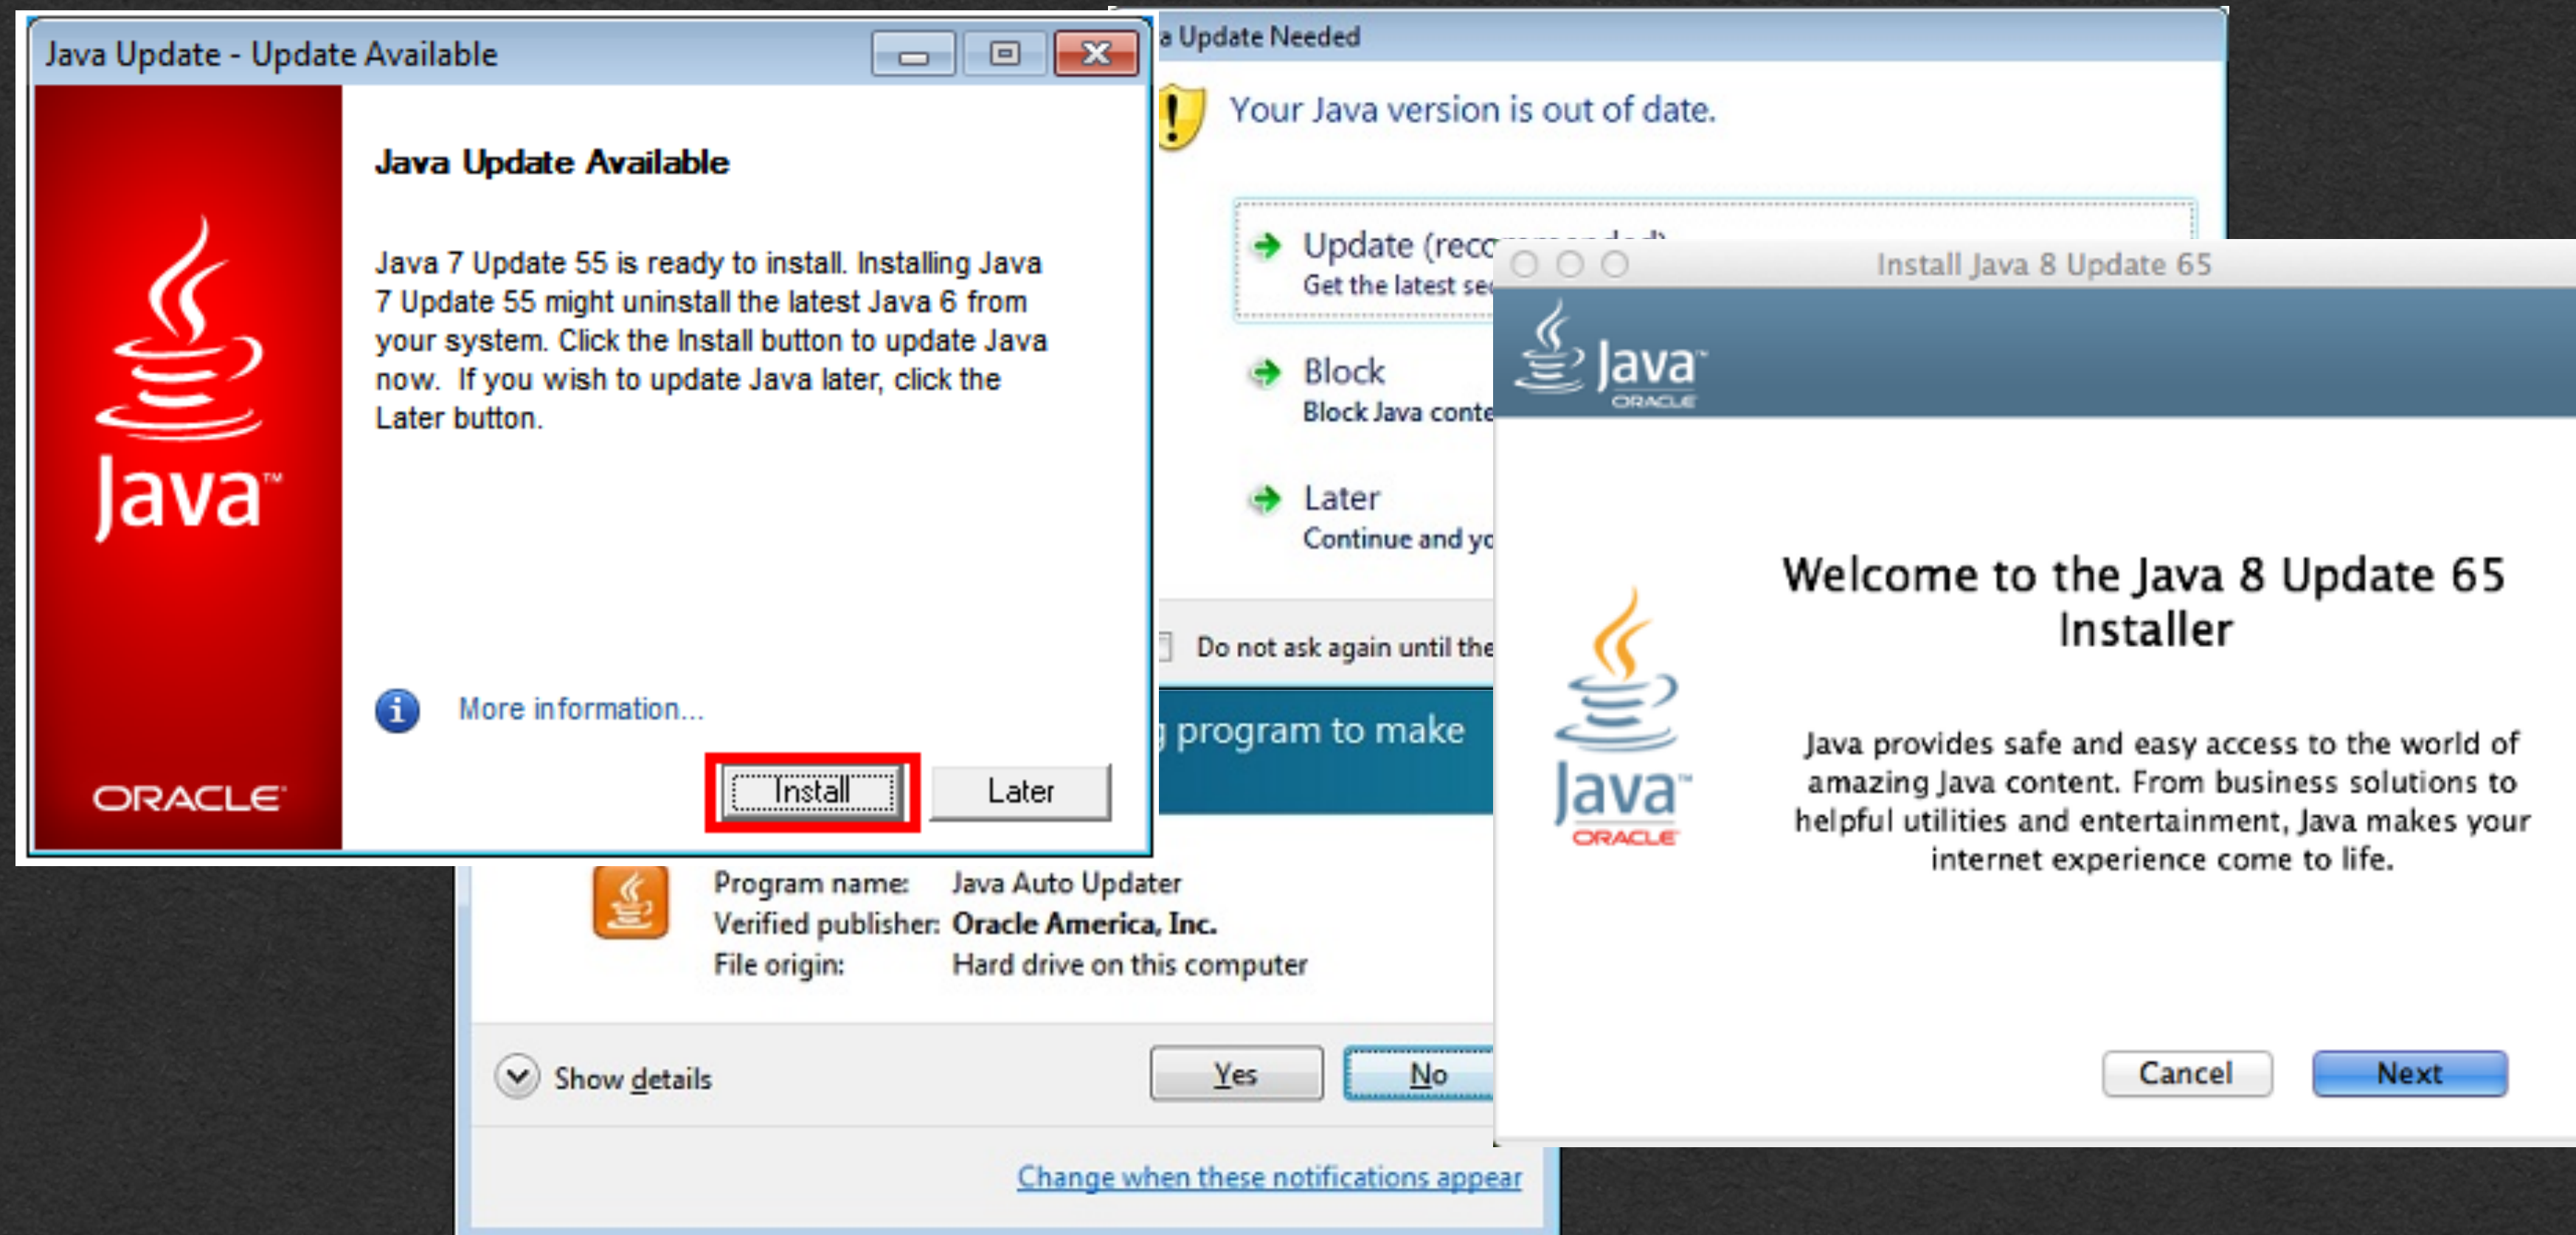 Java Update - Update Available
Java Update Available
Java 7 Update 55 is ready to install. Installing Java
7 Update 55 might uninstall the latest Java 6 from
your system. Click the Install button to update Java
now. If you wish to update Java later, click the
Later button.
Java™
ORACLE
More information...
Install
Later
a Update Needed
Your Java version is out of date.
Update (recommended)
Get the latest
Block
Block Java
Later
Continue and
Do not ask again until the
program to make
Program name: Java Auto Updater
Verified publisher: Oracle America, Inc.
File origin: Hard drive on this computer
Show details
Yes
No
Change when these notifications appear
Install Java 8 Update 65
Java™
ORACLE
Welcome to the Java 8 Update 65
Installer
Java provides safe and easy access to the world of
amazing Java content. From business solutions to
helpful utilities and entertainment, Java makes your
internet experience come to life.
Java™
ORACLE
Cancel
Next